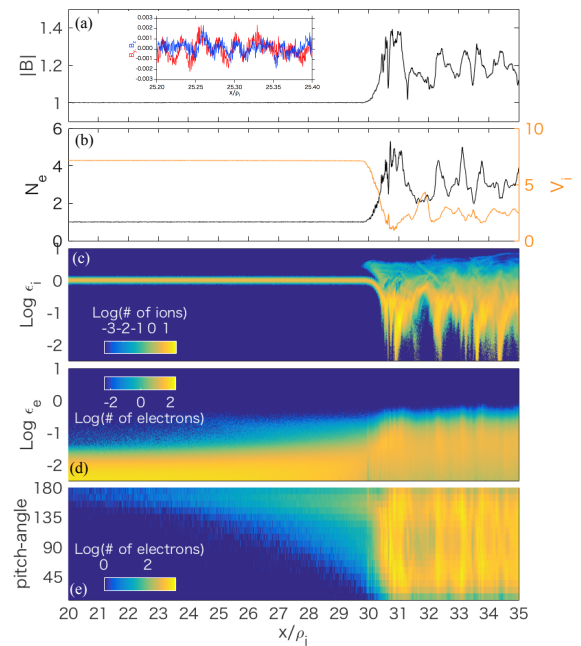 (a)
|B|
1.4
1.2
1
0.003
0.002
0.001
0.000
-0.001
-0.002
-0.003
25.20 25.25 25.30 25.35 25.40
x/ρi
(b)
Ne
6
4
2
0
10
5
0
Vi
(c)
Log ϵi
1
0
-1
-2
Log(# of ions)
-3-2-1 0 1
(d)
Log ϵe
1
0
-1
-2
-2 0 2
Log(# of electrons)
(e)
pitch-angle
180
135
90
45
Log(# of electrons)
0 2
20 21 22 23 24 25 26 27 28 29 30 31 32 33 34 35
x/ρi